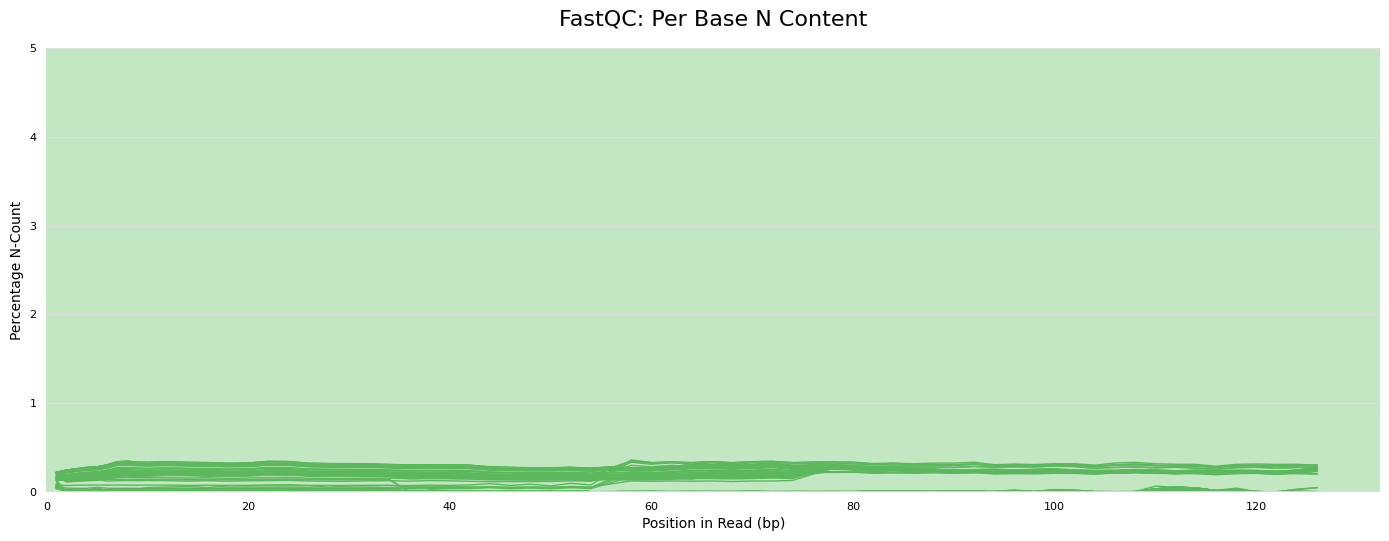 FastQC: Per Base N Content
5
4
3
2
1
0
Percentage N-Count
0 20 40 60 80 100 120
Position in Read (bp)